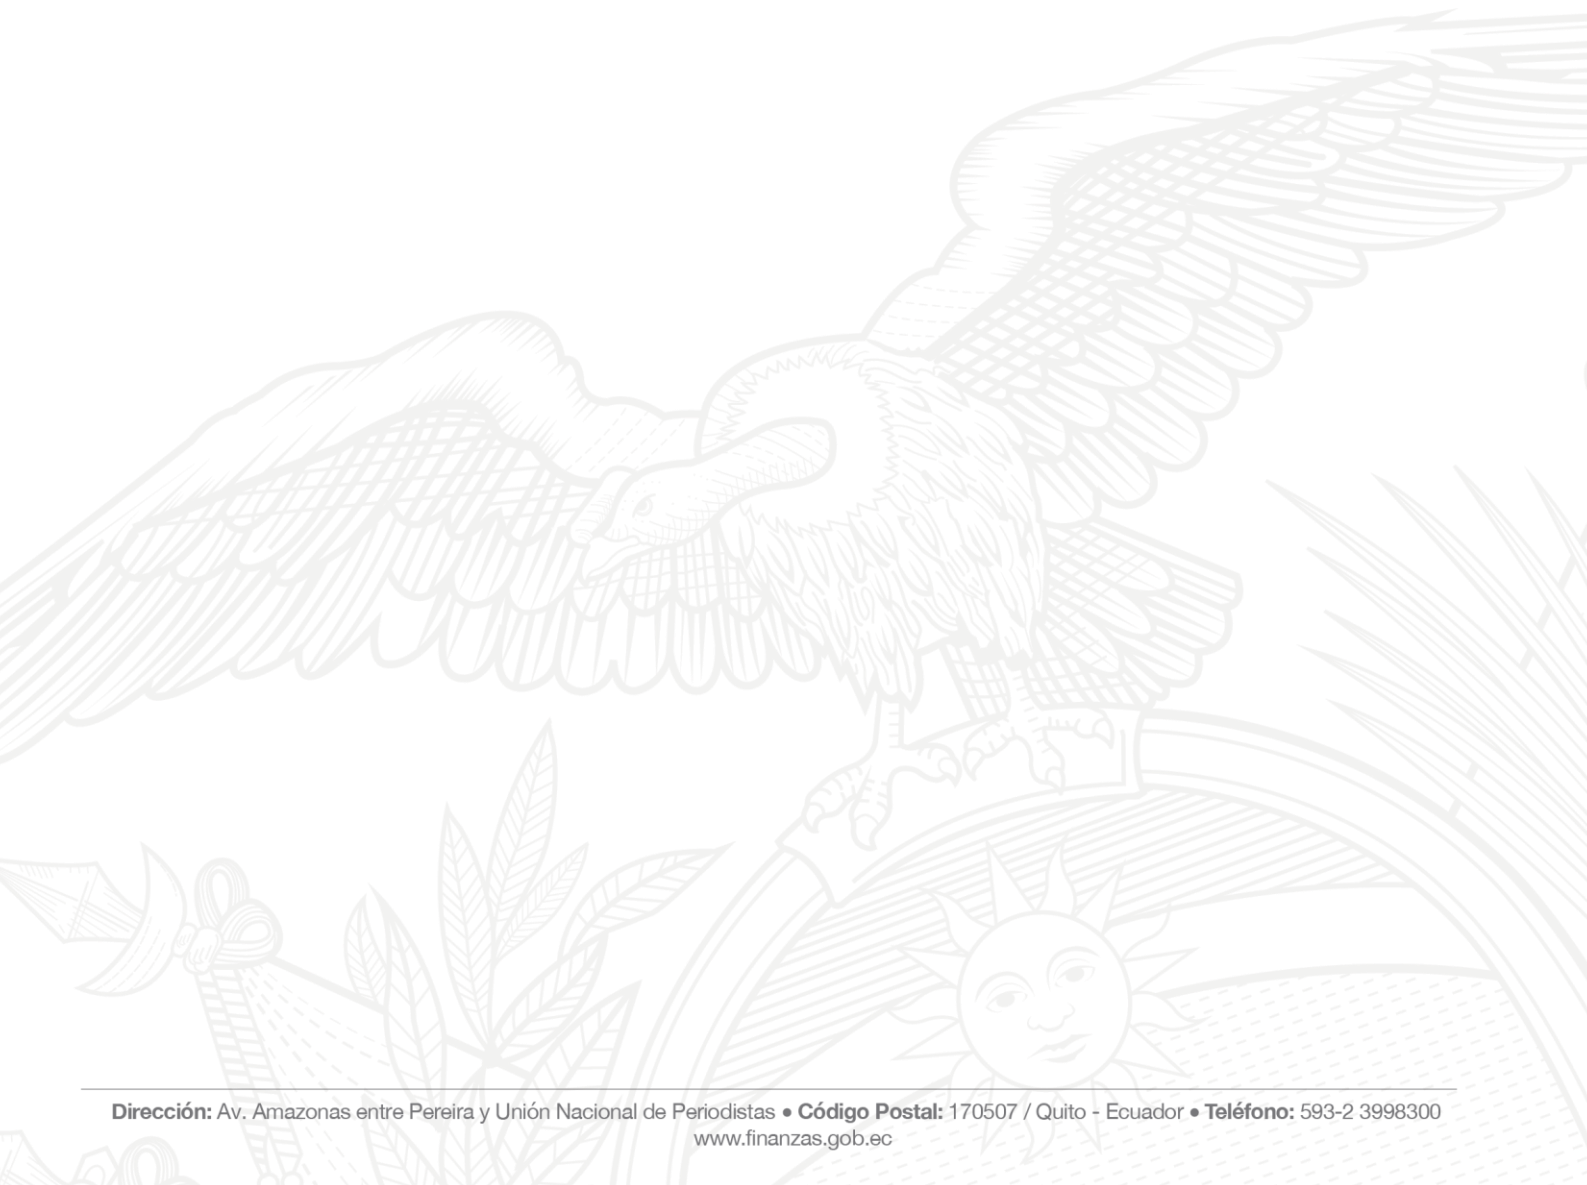 Dirección: Av. Amazonas entre Pereira y Unión Nacional de Periodistas • Código Postal: 170507 / Quito - Ecuador • Teléfono: 593-2 3998300
www.finanzas.gob.ec